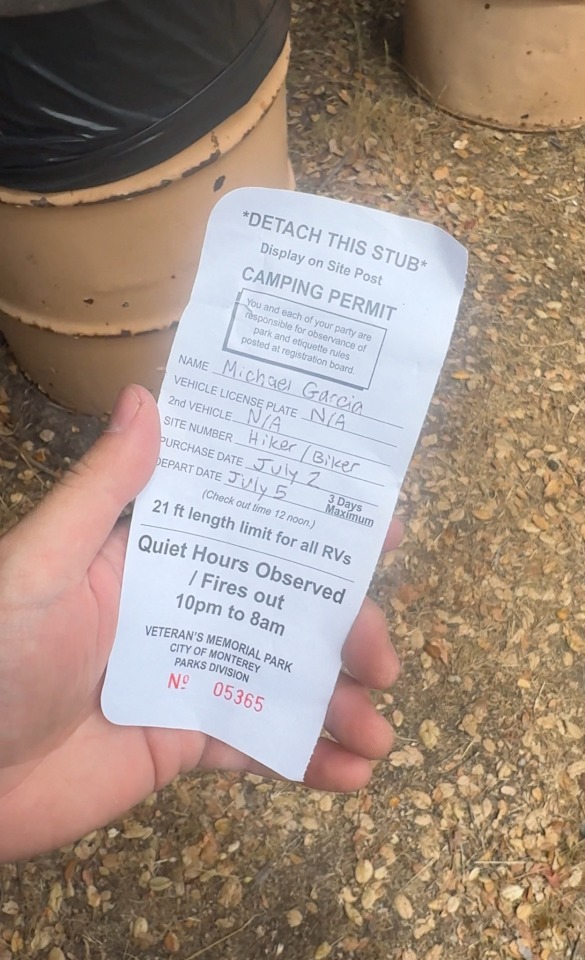 *DETACH THIS STUB*
Display on Site Post
CAMPING PERMIT
You and each of your party are
responsible for observance of
park and etiquette rules
posted at registration board.
NAME Michael Garcia
VEHICLE LICENSE PLATE N/A
2nd VEHICLE N/A
SITE NUMBER Hiker/Biker
PURCHASE DATE July 2
DEPART DATE July 5 3 Days
Maximum
(Check out time 12 noon.)
21 ft length limit for all RVs
Quiet Hours Observed
/ Fires out
10pm to 8am
VETERAN'S MEMORIAL PARK
CITY OF MONTEREY
PARKS DIVISION
Nº 05365